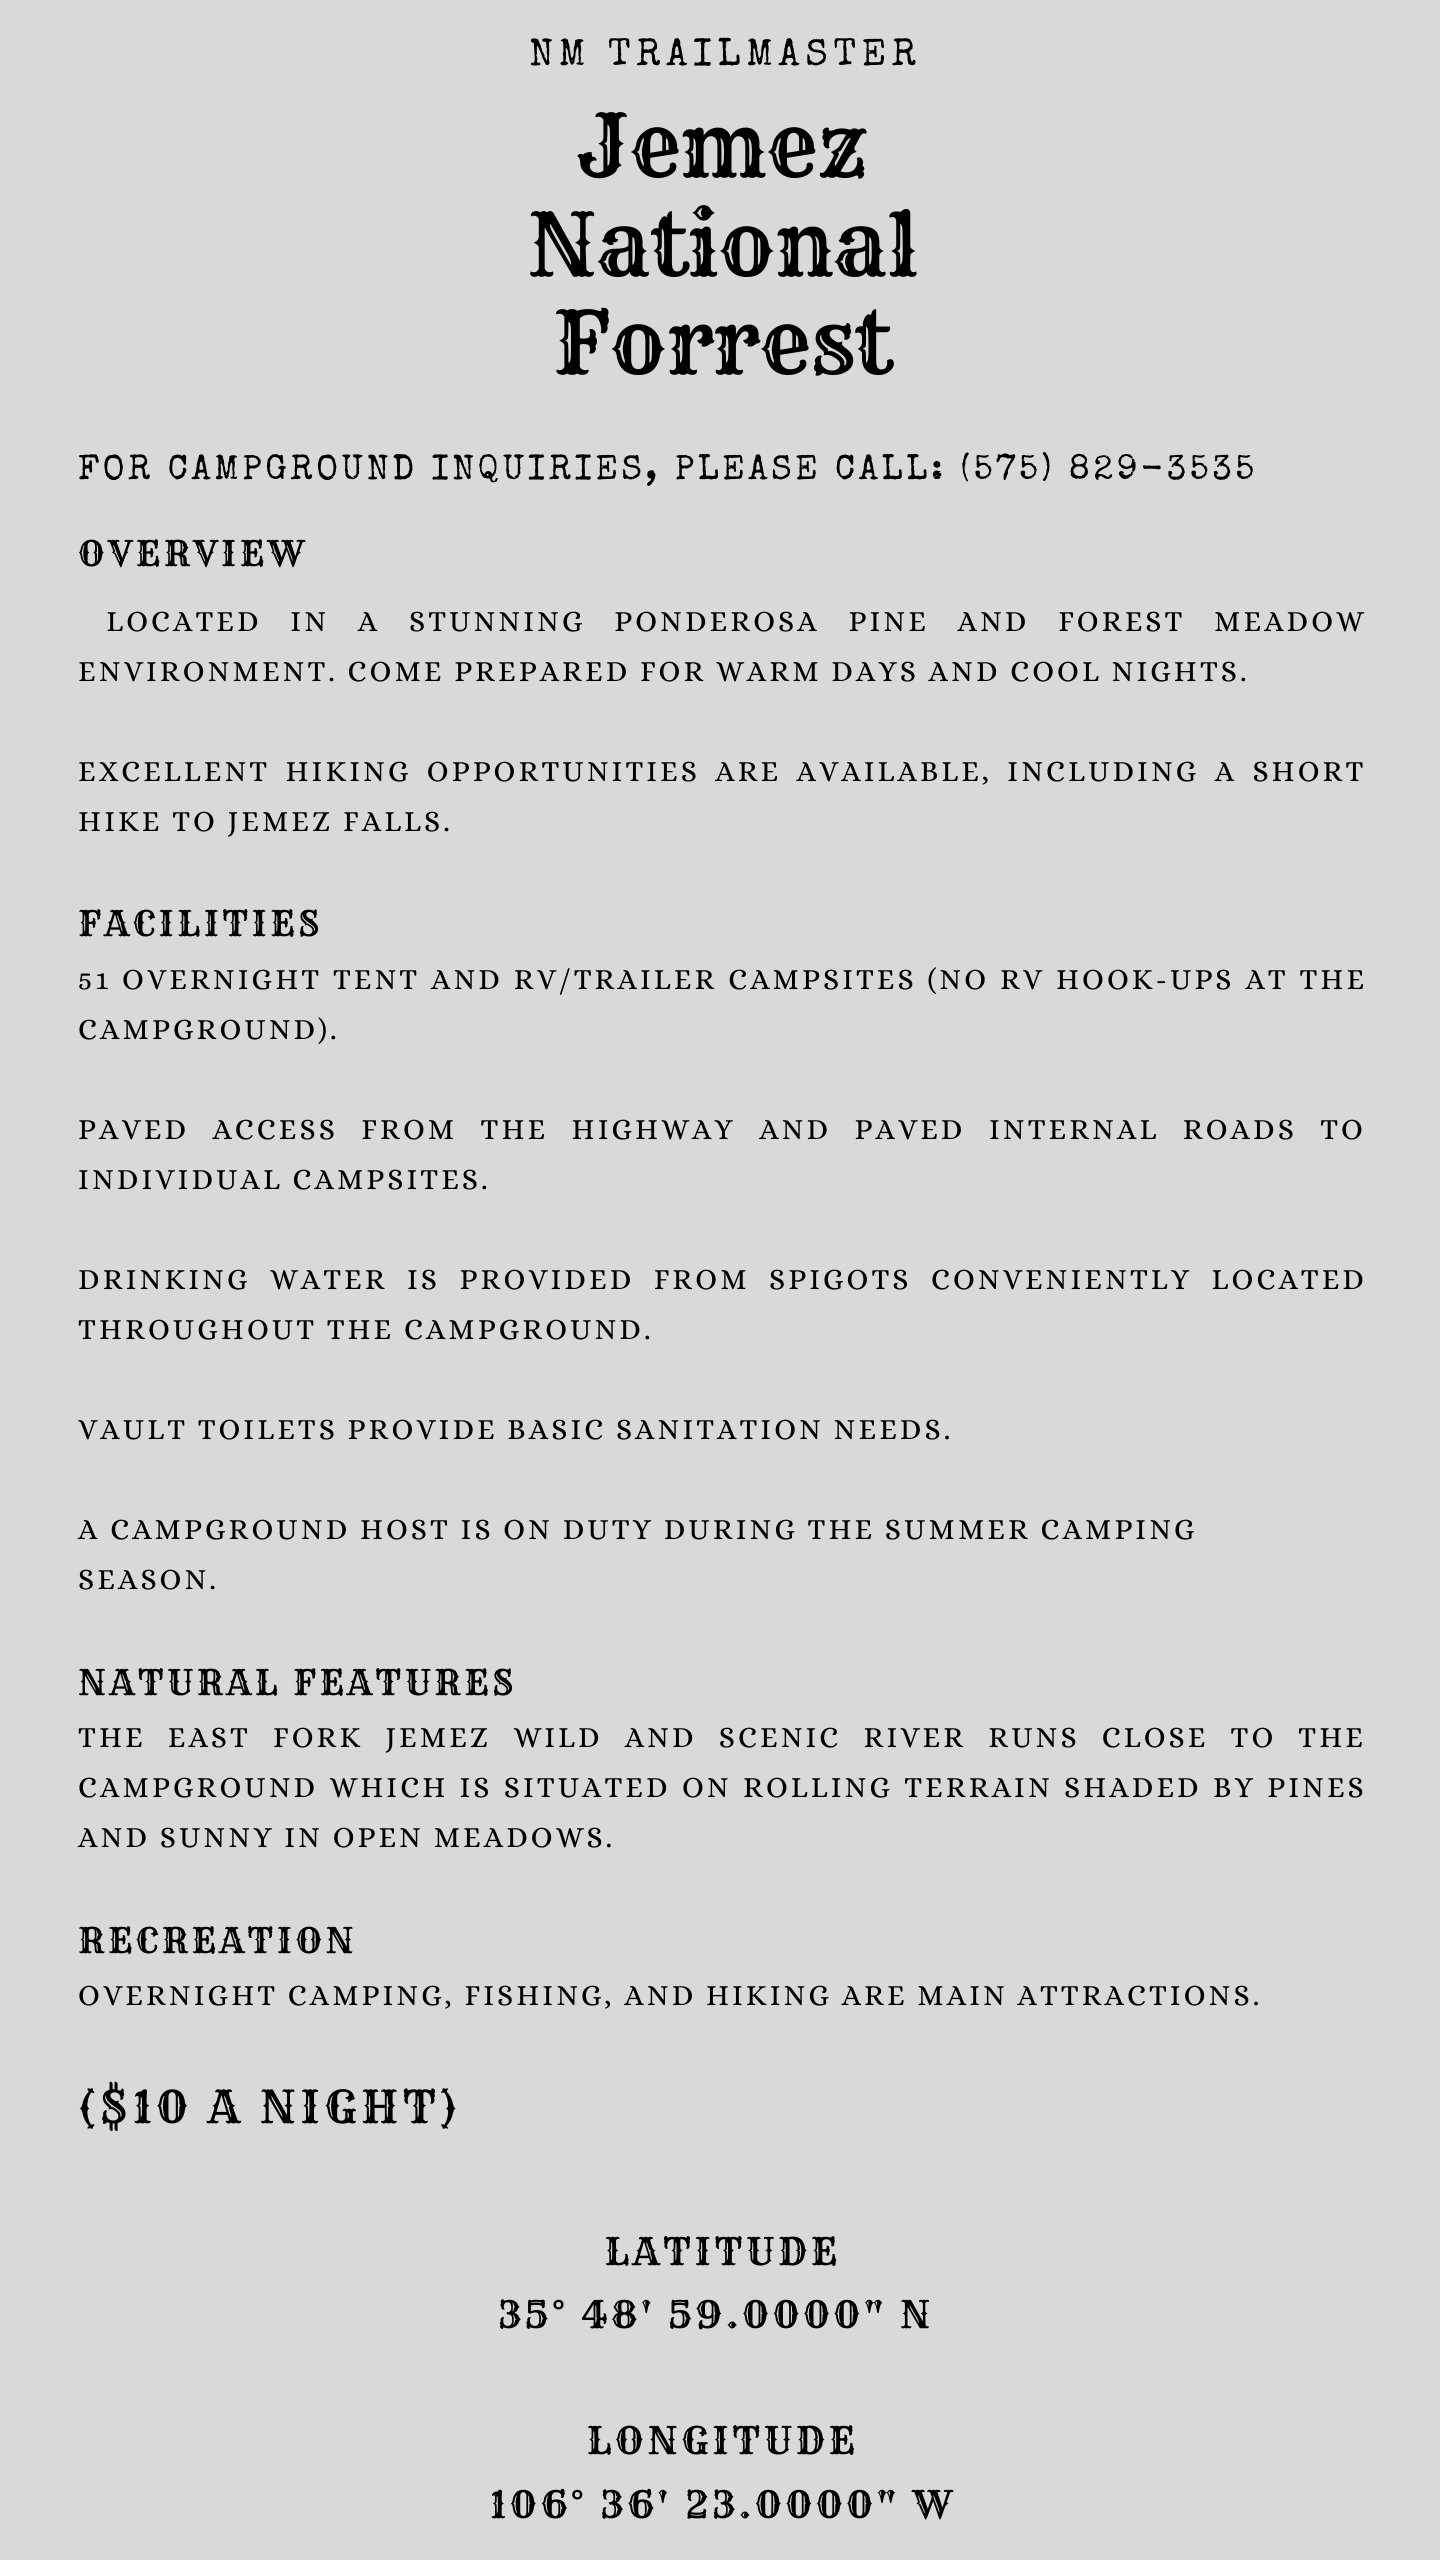 NM TRAILMASTER
Jemez
National
Forrest
FOR CAMPGROUND INQUIRIES, PLEASE CALL: (575) 829-3535
OVERVIEW
LOCATED IN A STUNNING PONDEROSA PINE AND FOREST MEADOW
ENVIRONMENT. COME PREPARED FOR WARM DAYS AND COOL NIGHTS.
EXCELLENT HIKING OPPORTUNITIES ARE AVAILABLE, INCLUDING A SHORT
HIKE TO JEMEZ FALLS.
FACILITIES
51 OVERNIGHT TENT AND RV/TRAILER CAMPSITES (NO RV HOOK-UPS AT THE
CAMPGROUND).
PAVED ACCESS FROM THE HIGHWAY AND PAVED INTERNAL ROADS TO
INDIVIDUAL CAMPSITES.
DRINKING WATER IS PROVIDED FROM SPIGOTS CONVENIENTLY LOCATED
THROUGHOUT THE CAMPGROUND.
VAULT TOILETS PROVIDE BASIC SANITATION NEEDS.
A CAMPGROUND HOST IS ON DUTY DURING THE SUMMER CAMPING
SEASON.
NATURAL FEATURES
THE EAST FORK JEMEZ WILD AND SCENIC RIVER RUNS CLOSE TO THE
CAMPGROUND WHICH IS SITUATED ON ROLLING TERRAIN SHADED BY PINES
AND SUNNY IN OPEN MEADOWS.
RECREATION
OVERNIGHT CAMPING, FISHING, AND HIKING ARE MAIN ATTRACTIONS.
($10 A NIGHT)
LATITUDE
35° 48' 59.0000" N
LONGITUDE
106° 36' 23.0000" W